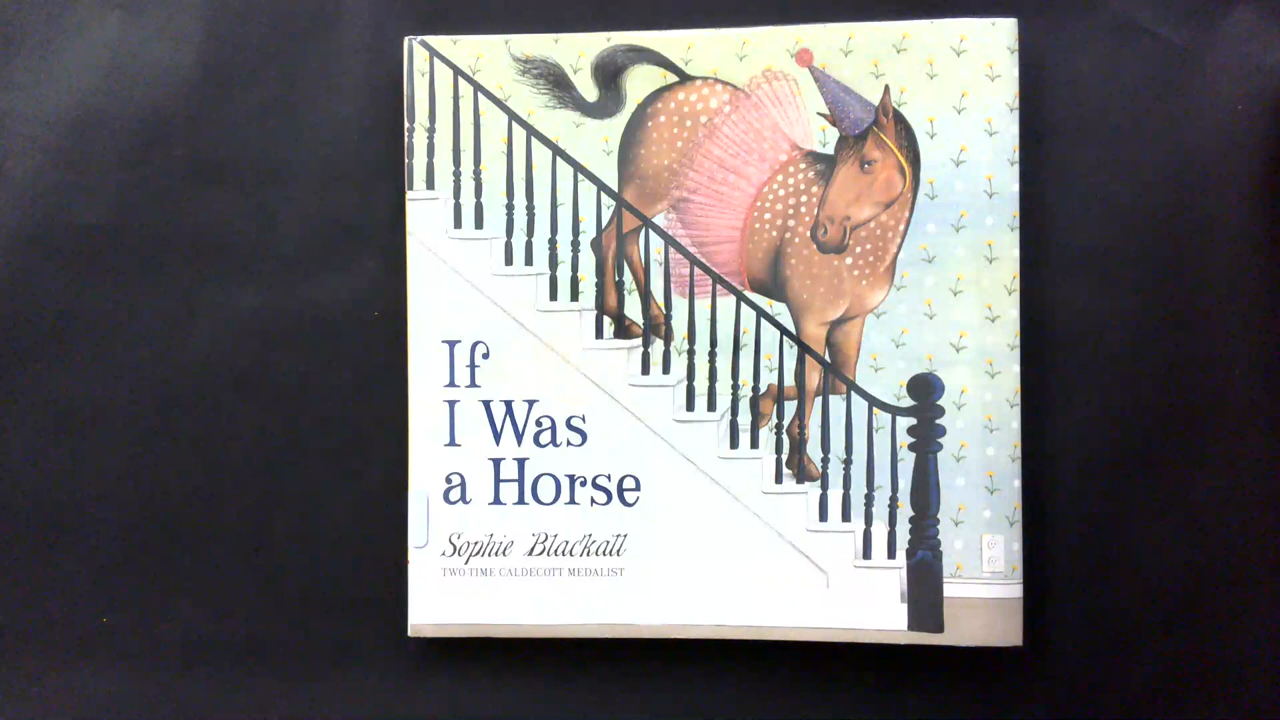 If
I Was
a Horse
Sophie Blackall
TWO-TIME CALDECOTT MEDALIST